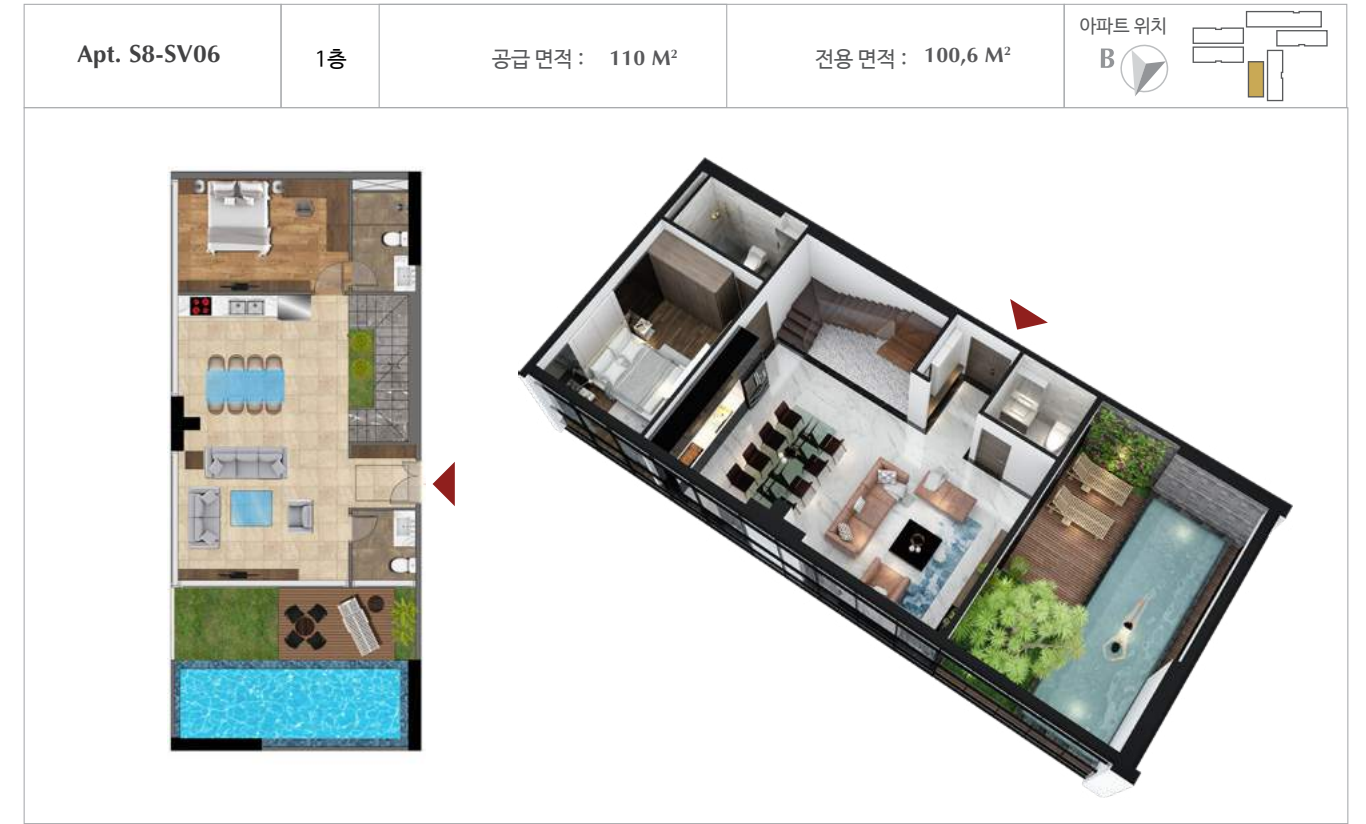 Apt. S8-SV06
1층
공급 면적 : 110 M²
전용 면적 : 100,6 M²
아파트 위치
B